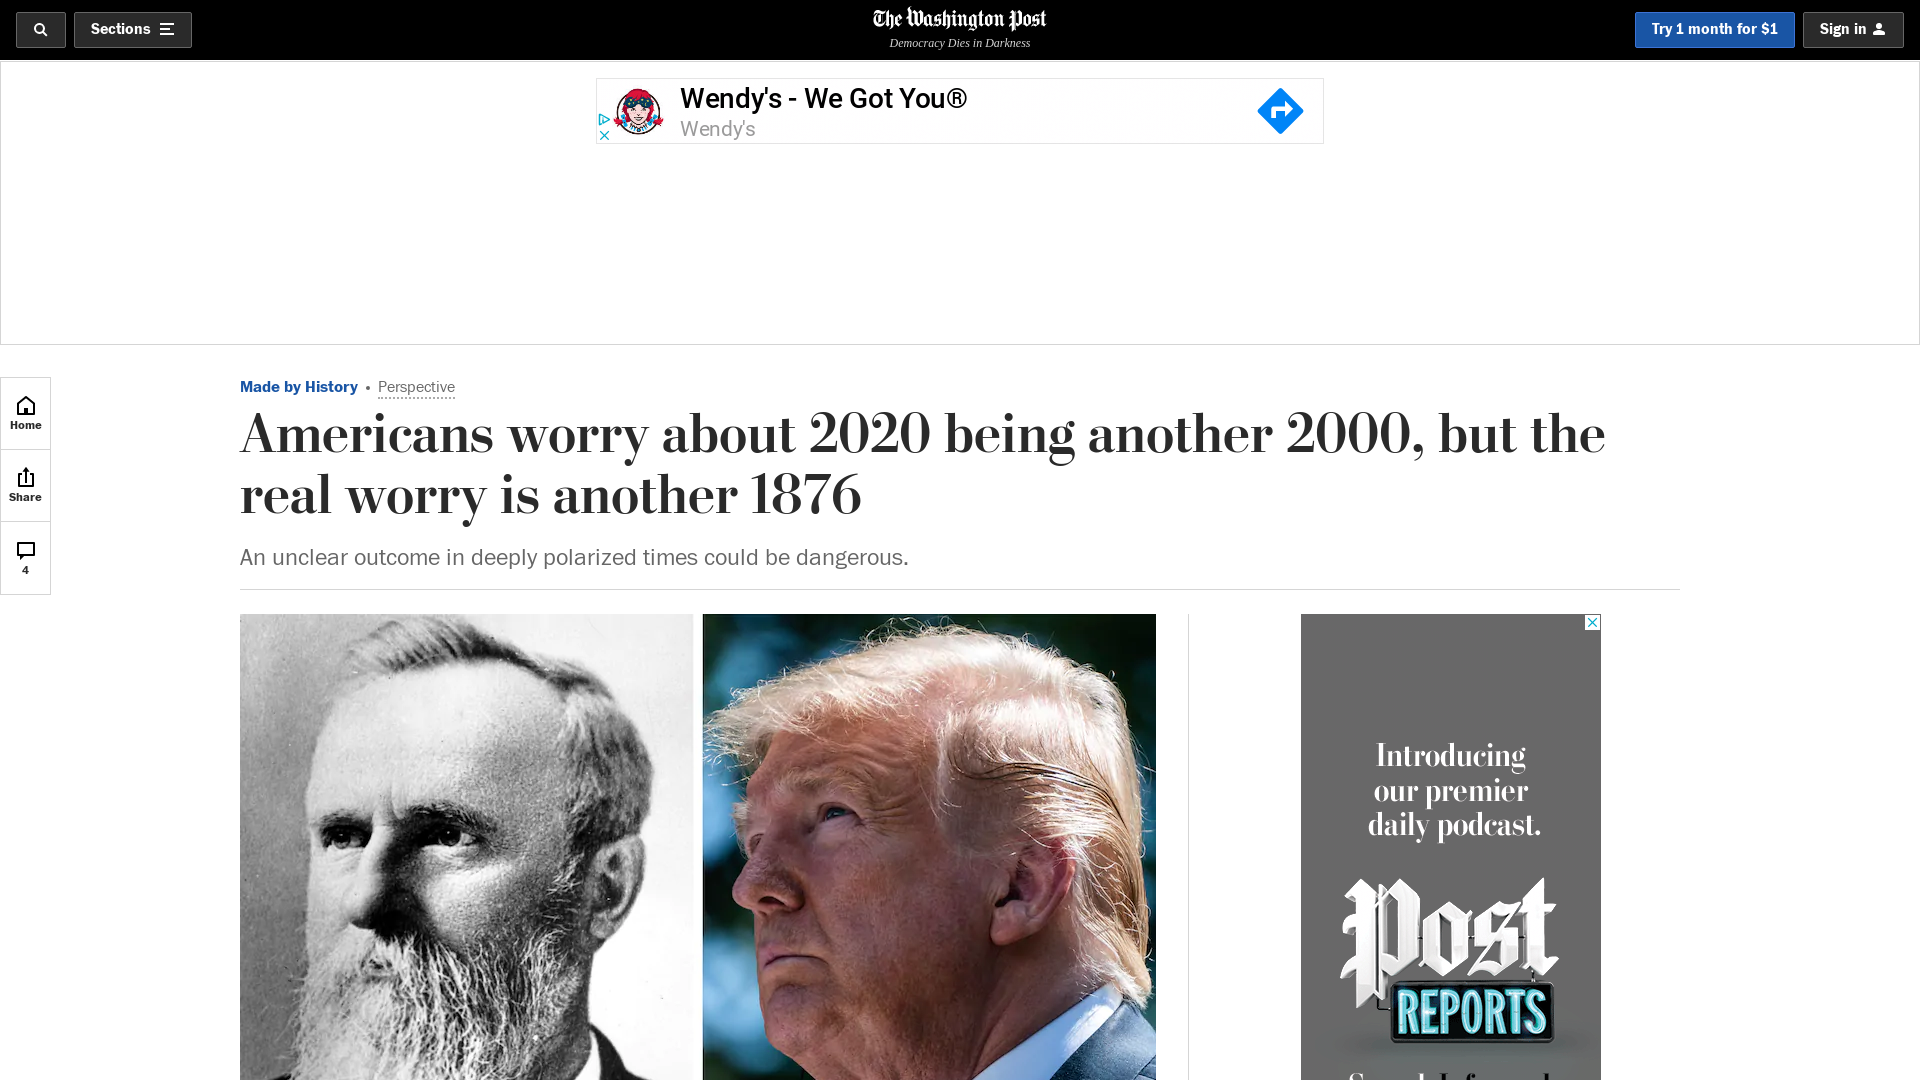 Sections
The Washington Post
Democracy Dies in Darkness
Try 1 month for $1
Sign in
Wendy's - We Got You®
Wendy's
Home
Share
4
Made by History • Perspective
Americans worry about 2020 being another 2000, but the
real worry is another 1876
An unclear outcome in deeply polarized times could be dangerous.
Introducing
our premier
daily podcast.
Post
REPORTS